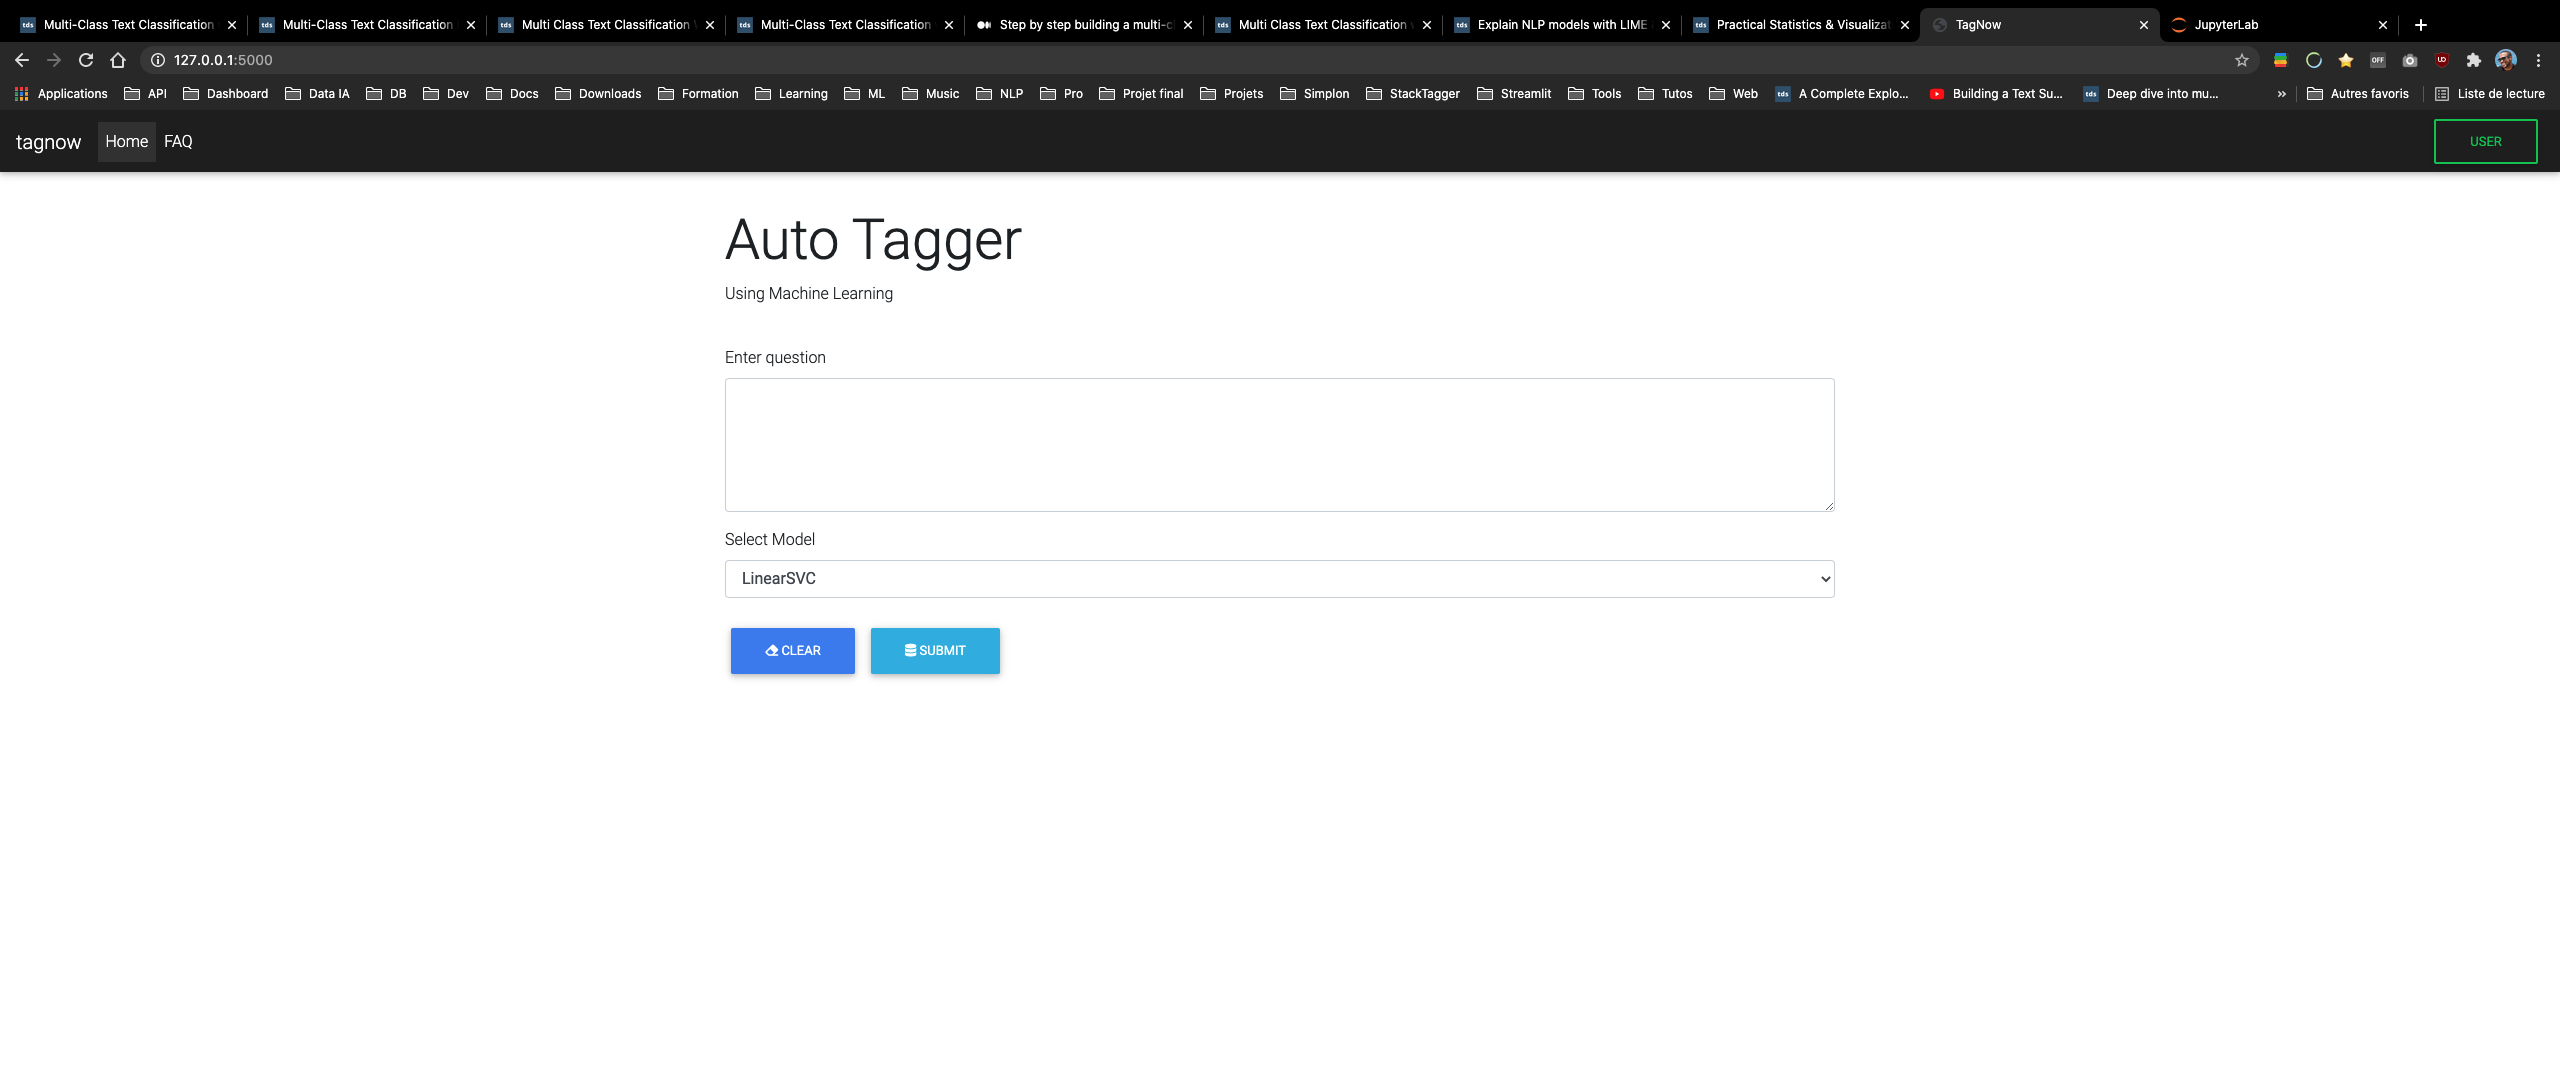 Multi-Class Text Classification
Multi-Class Text Classification
Multi Class Text Classification
Multi-Class Text Classification
Step by step building a multi-c
Multi Class Text Classification
Explain NLP models with LIME
Practical Statistics & Visualizat
TagNow
JupyterLab
127.0.0.1:5000
OFF
Applications API Dashboard Data IA DB Dev Docs Downloads Formation Learning ML Music NLP Pro Projet final Projets Simplon StackTagger Streamlit Tools Tutos Web A Complete Explo... Building a Text Su... Deep dive into mu... » Autres favoris Liste de lecture
tagnow Home FAQ USER
Auto Tagger
Using Machine Learning
Enter question
Select Model
LinearSVC
CLEAR SUBMIT